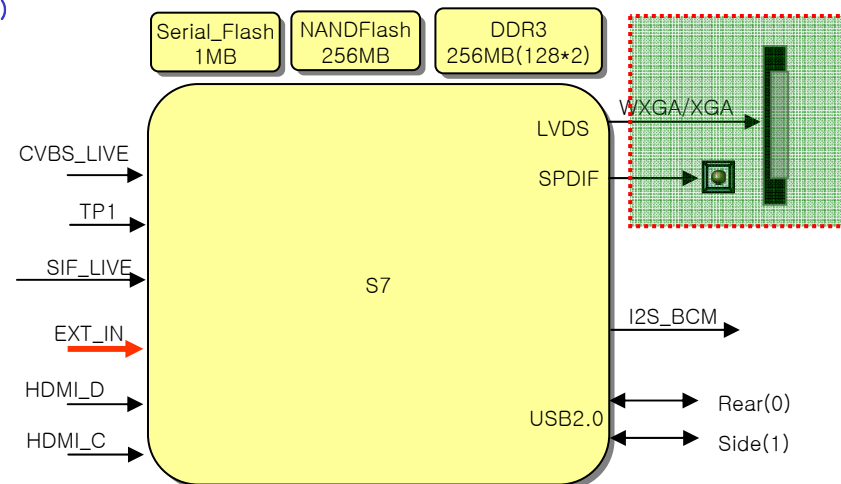 )
Serial_Flash
1MB
NANDFlash
256MB
DDR3
256MB(128*2)
WXGA/XGA
LVDS
CVBS_LIVE
SPDIF
TP1
SIF_LIVE
S7
I2S_BCM
EXT_IN
HDMI_D
Rear(0)
USB2.0
HDMI_C
Side(1)